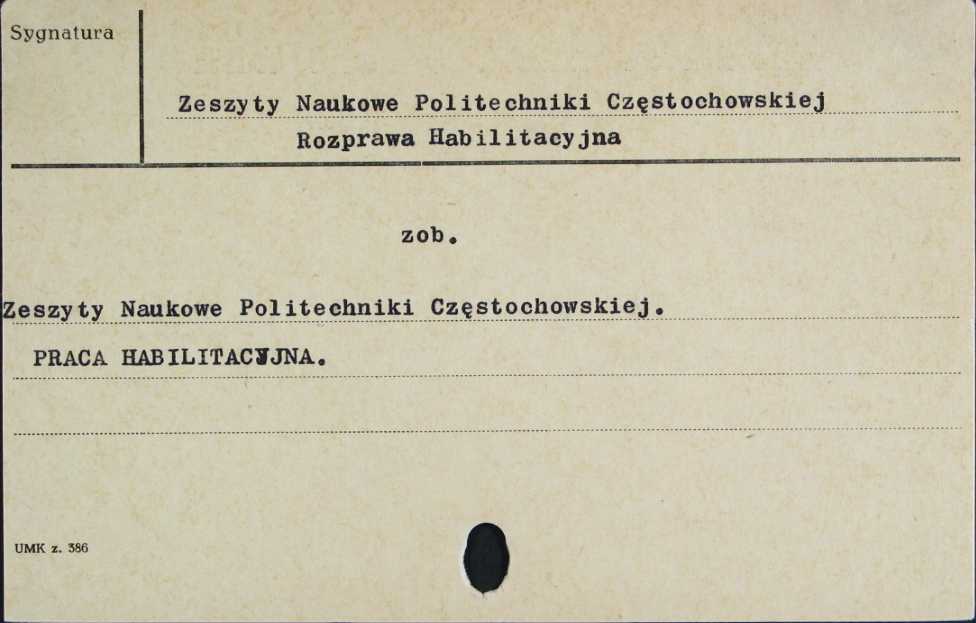 Sygnatura
Zeszyty Naukowe Politechniki Częstochowskiej
Rozprawa Habilitacyjna
zob.
Zeszyty Naukowe Politechniki Częstochowskiej.
PRACA HABILITACYJNA.
UMK z. 386